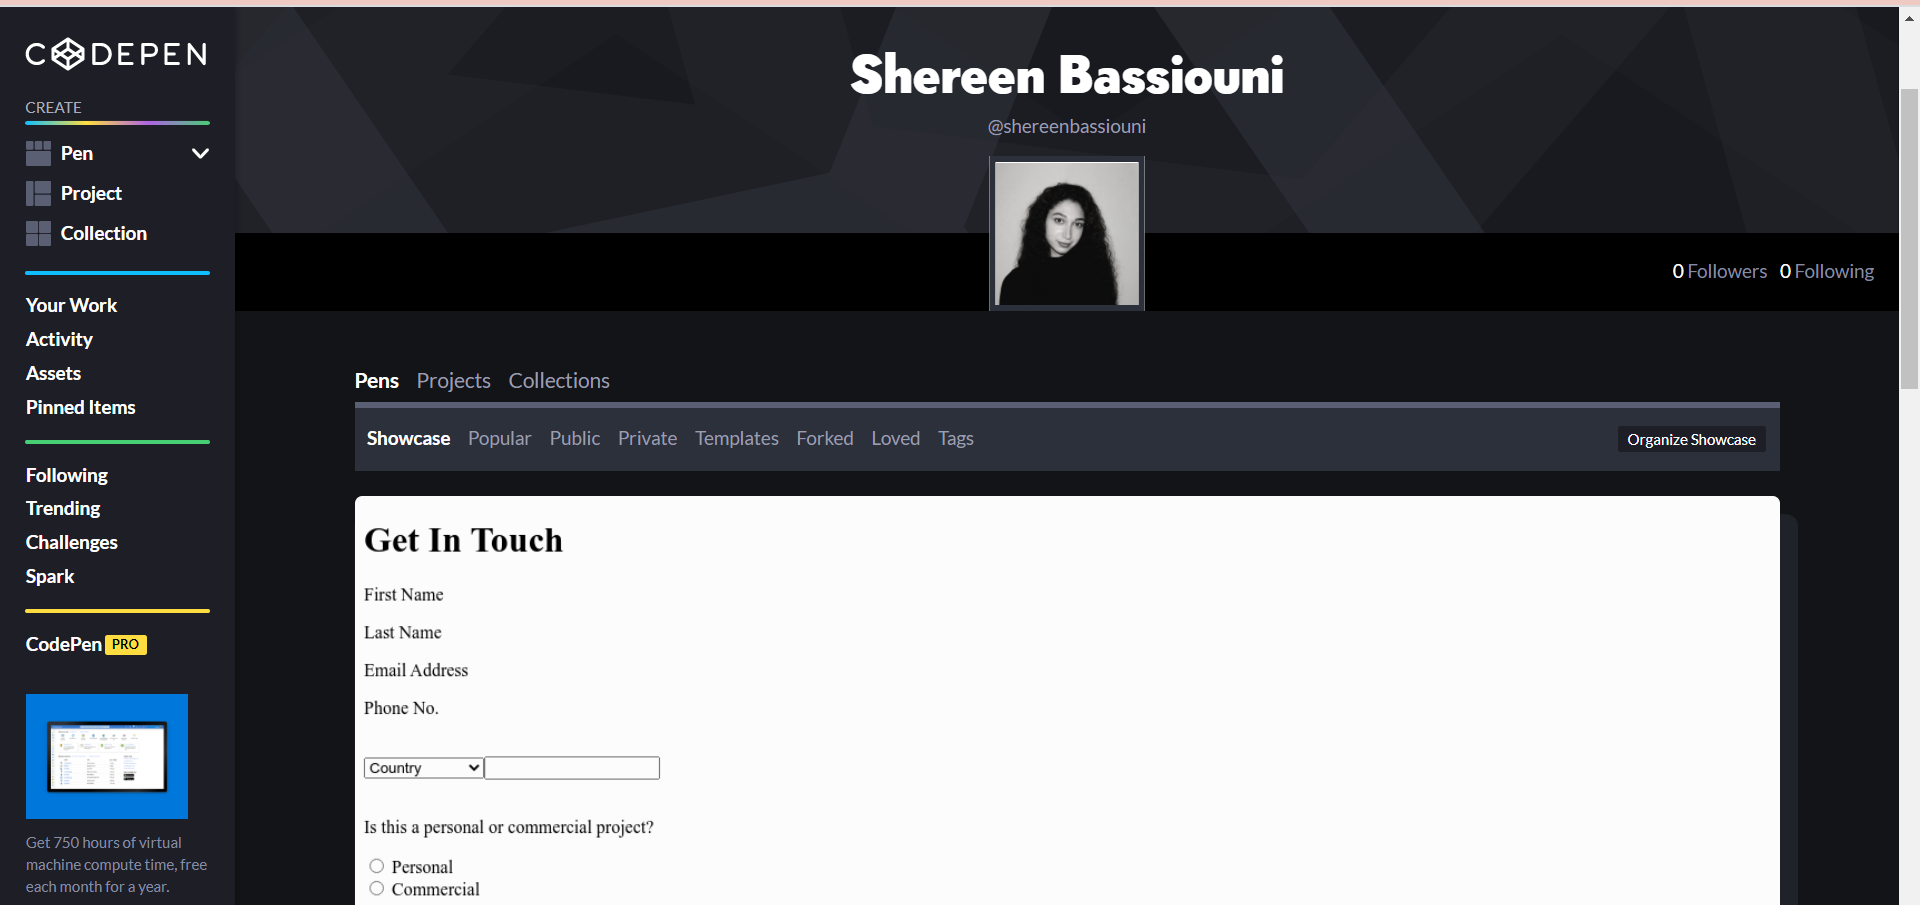 CODEPEN
CREATE
Pen
Project
Collection
Your Work
Activity
Assets
Pinned Items
Following
Trending
Challenges
Spark
CodePen PRO
Get 750 hours of virtual
machine compute time, free
each month for a year.
Shereen Bassiouni
@shereenbassiouni
0 Followers 0 Following
Pens Projects Collections
Showcase Popular Public Private Templates Forked Loved Tags Organize Showcase
Get In Touch
First Name
Last Name
Email Address
Phone No.
Country
Is this a personal or commercial project?
Personal
Commercial